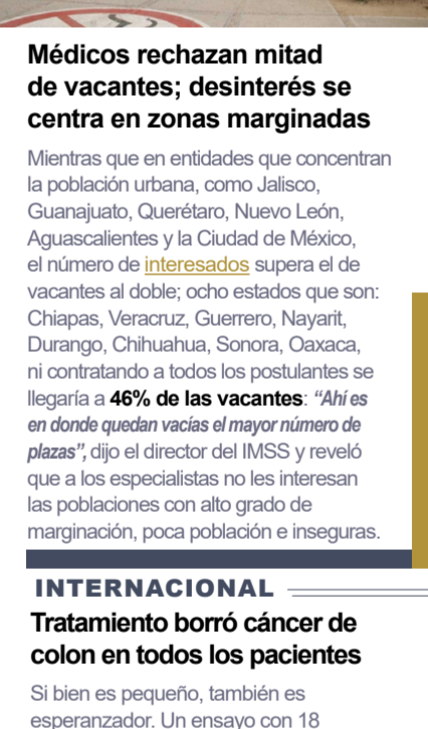 Médicos rechazan mitad
de vacantes; desinterés se
centra en zonas marginadas
Mientras que en entidades que concentran
la población urbana, como Jalisco,
Guanajuato, Querétaro, Nuevo León,
Aguascalientes y la Ciudad de México,
el número de interesados supera el de
vacantes al doble; ocho estados que son:
Chiapas, Veracruz, Guerrero, Nayarit,
Durango, Chihuahua, Sonora, Oaxaca,
ni contratando a todos los postulantes se
llegaría a 46% de las vacantes: “Ahí es
en donde quedan vacías el mayor número de
plazas”, dijo el director del IMSS y reveló
que a los especialistas no les interesan
las poblaciones con alto grado de
marginación, poca población e inseguras.
INTERNACIONAL
Tratamiento borró cáncer de
colon en todos los pacientes
Si bien es pequeño, también es
esperanzador. Un ensayo con 18